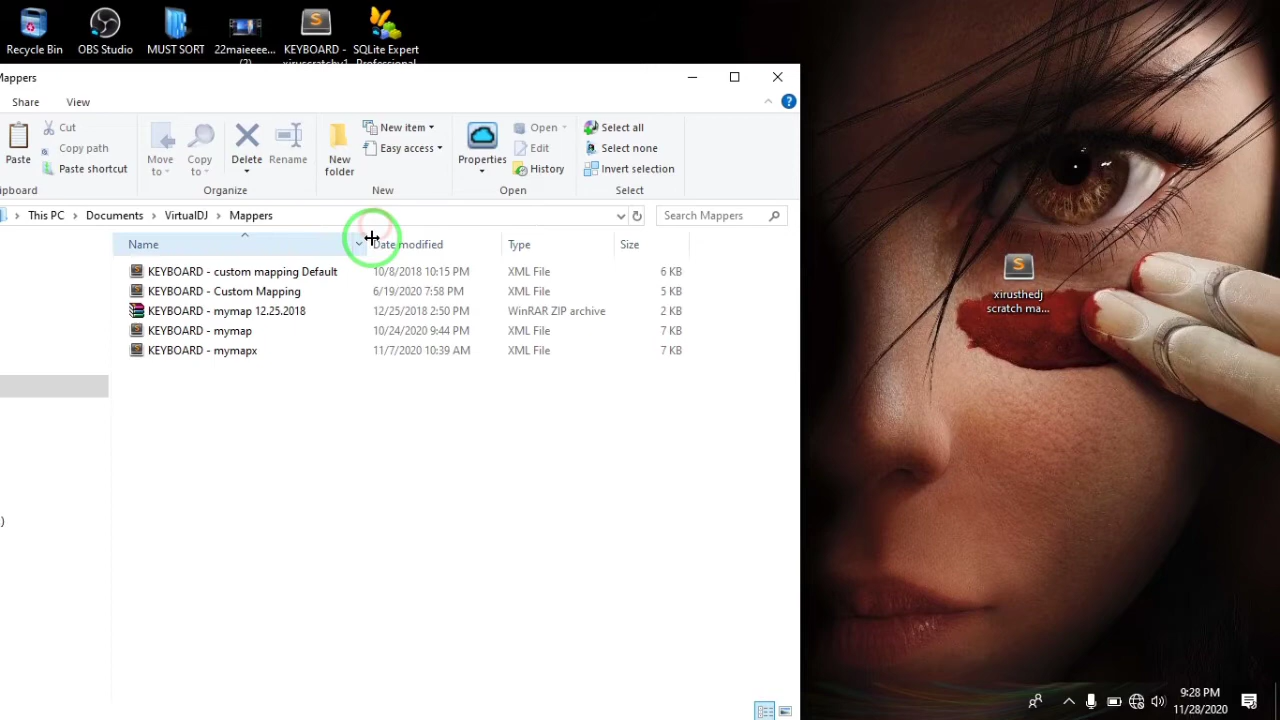 Recycle Bin
OBS Studio
MUST SORT
22maieeee...
(2)
KEYBOARD -
SQLite Expert
Professional
Mappers
Share
View
Paste
Cut
Copy path
Paste shortcut
Move
to
Copy
to
Delete
Rename
New
folder
New item
Easy access
Properties
Open
Edit
History
Select all
Select none
Invert selection
ipboard
Organize
New
Open
Select
This PC
Documents
VirtualDJ
Mappers
Search Mappers
Name
Date modified
Type
Size
KEYBOARD - custom mapping Default 10/8/2018 10:15 PM XML File 6 KB
KEYBOARD - Custom Mapping 6/19/2020 7:58 PM XML File 5 KB
KEYBOARD - mymap 12.25.2018 12/25/2018 2:50 PM WinRAR ZIP archive 2 KB
KEYBOARD - mymap 10/24/2020 9:44 PM XML File 7 KB
KEYBOARD - mymapx 11/7/2020 10:39 AM XML File 7 KB
)
S
xirusthedj
scratch ma...
9:28 PM
11/28/2020